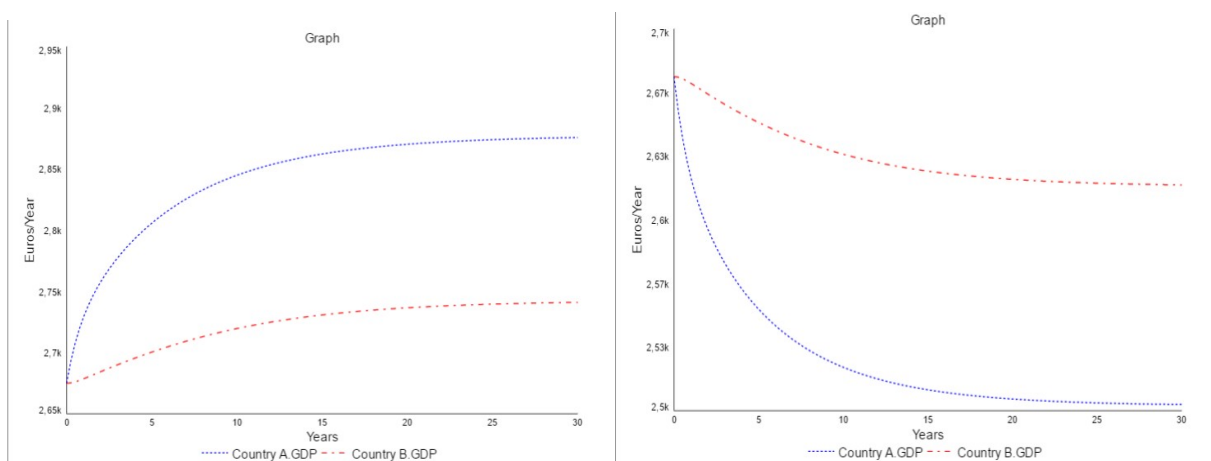 Graph
2,95k
2,9k
2,85k
2,8k
2,75k
2,7k
2,65k
Euros/Year
0 5 10 15 20 25 30
Years
Country A.GDP Country B.GDP
Graph
2,7k
2,67k
2,63k
2,6k
2,57k
2,53k
2,5k
Euros/Year
0 5 10 15 20 25 30
Years
Country A.GDP Country B.GDP